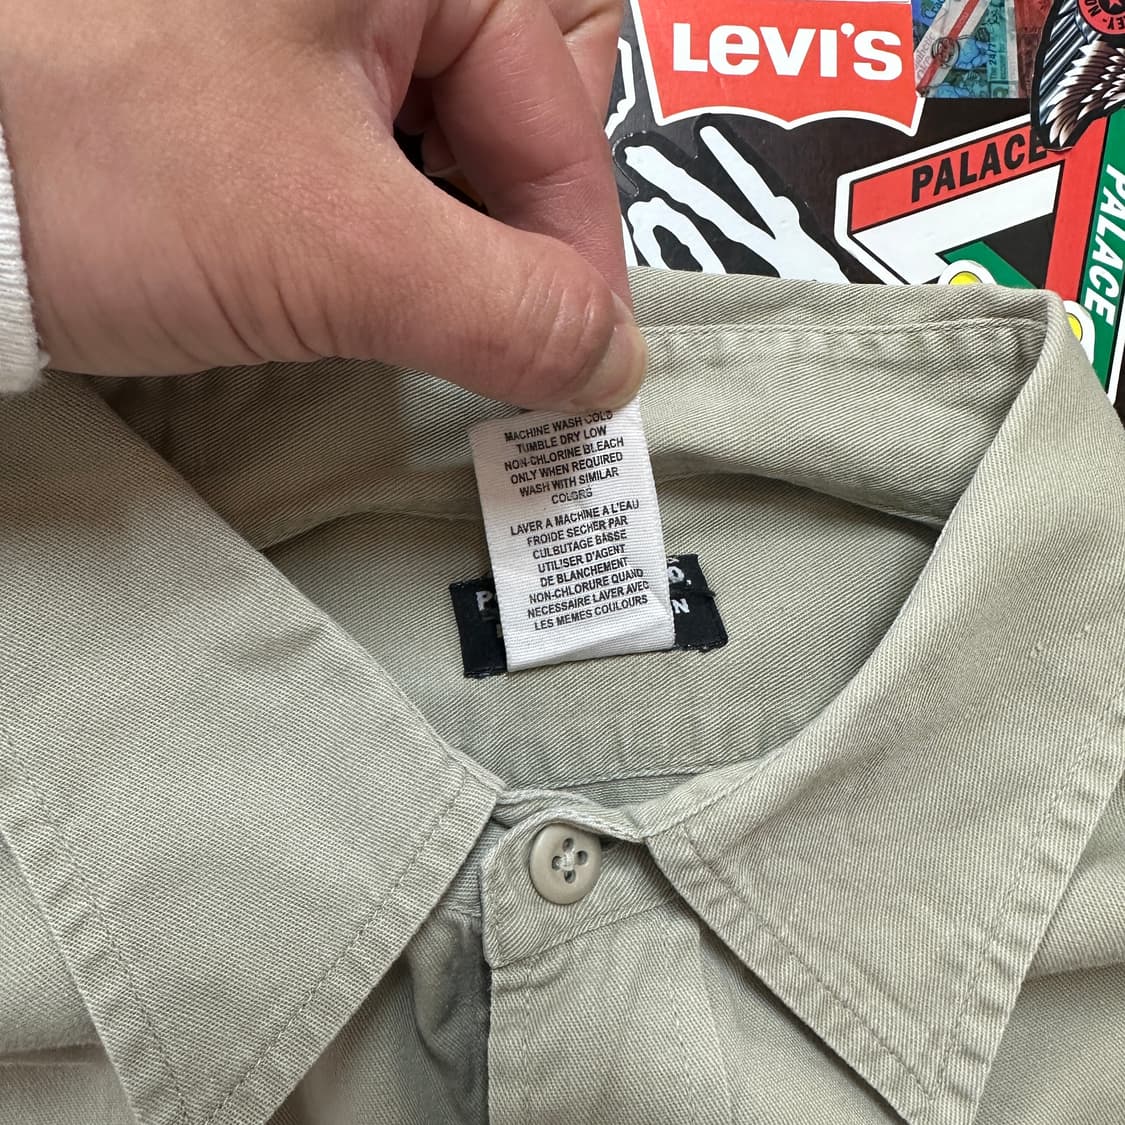 LEVI'S
PALACE
PALACE
MACHINE WASH COLD
TUMBLE DRY LOW
NON-CHLORINE BLEACH
ONLY WHEN REQUIRED
WASH WITH SIMILAR
COLORS
LAVER A MACHINE A L'EAU
FROIDE SECHER PAR
CULBUTAGE BASSE
UTILISER D'AGENT
DE BLANCHEMENT
NON-CHLORURE QUAND
NECESSAIRE LAVER AVEC
LES MEMES COULOURS